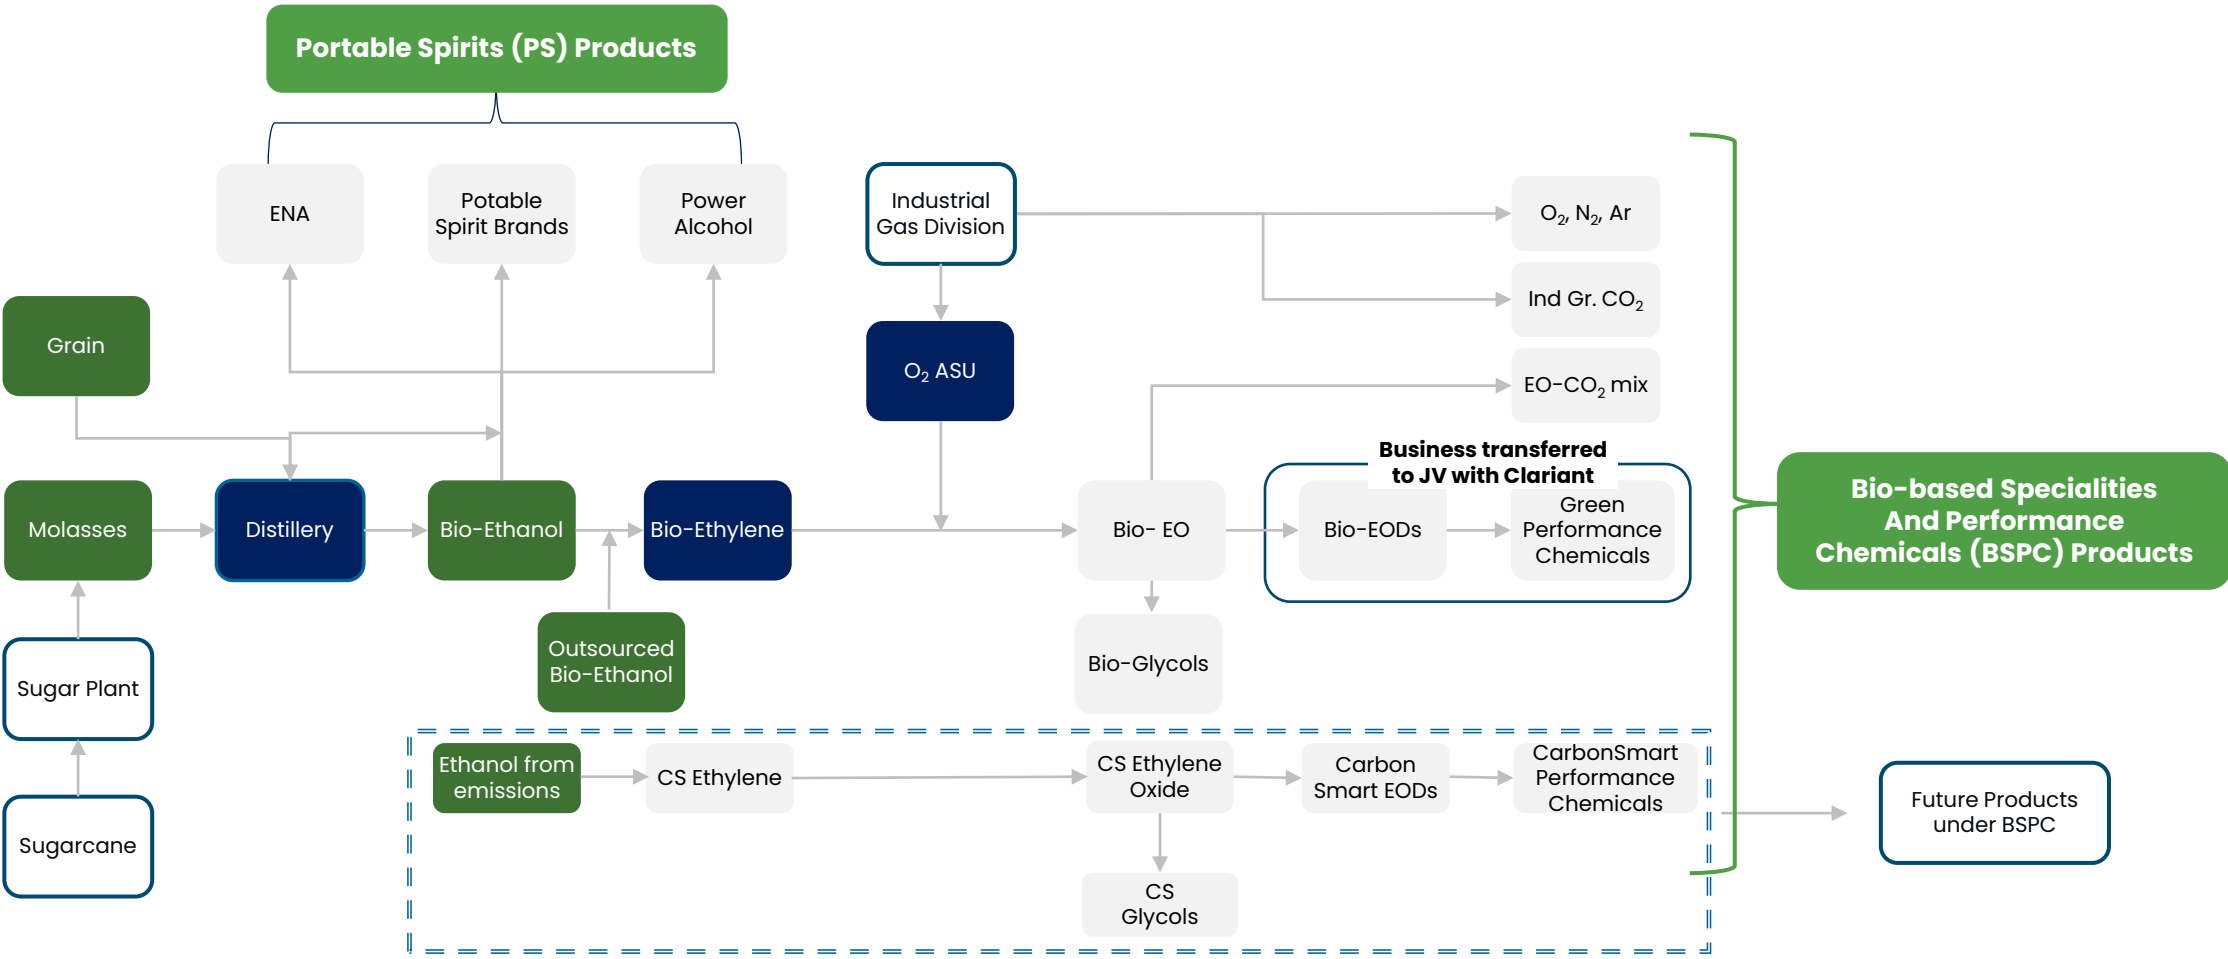 Portable Spirits (PS) Products
ENA
Potable
Spirit Brands
Power
Alcohol
Industrial
Gas Division
O₂, N₂, Ar
Ind Gr. CO₂
Grain
O₂ ASU
EO-CO₂ mix
Business transferred
to JV with Clariant
Molasses
Distillery
Bio-Ethanol
Bio-Ethylene
Bio- EO
Bio-EODs
Green
Performance
Chemicals
Bio-based Specialities
And Performance
Chemicals (BSPC) Products
Outsourced
Bio-Ethanol
Bio-Glycols
Sugar Plant
Ethanol from
emissions
CS Ethylene
CS Ethylene
Oxide
Carbon
Smart EODs
CarbonSmart
Performance
Chemicals
Future Products
under BSPC
Sugarcane
CS
Glycols